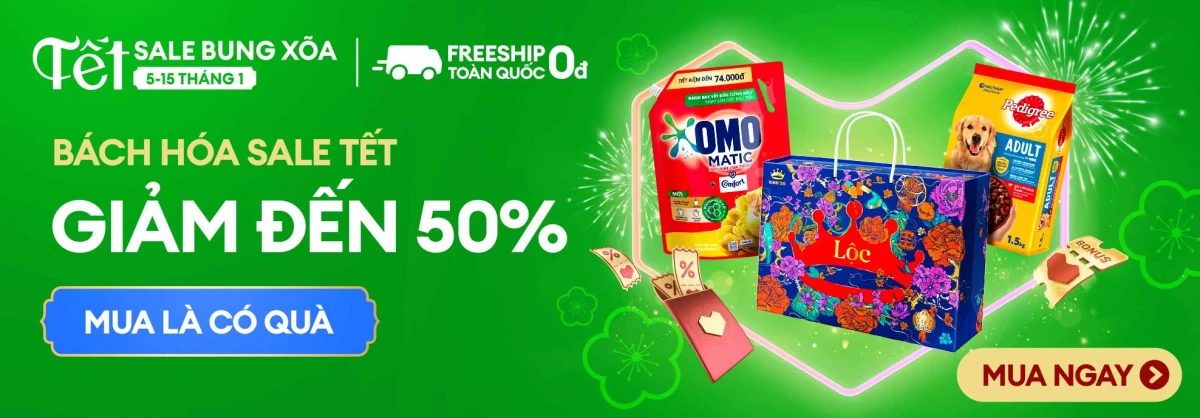 Tết SALE BUNG XÕA
5-15 THÁNG 1
FREESHIP
TOÀN QUỐC 0đ
BÁCH HÓA SALE TẾT
GIẢM ĐẾN 50%
MUA LÀ CÓ QUÀ
TIẾT KIỆM ĐẾN 74.000đ
OMO
MATIC
Comfort
Lộc
Pedigree
ADULT
1.5kg
%
%
BONUS
MUA NGAY